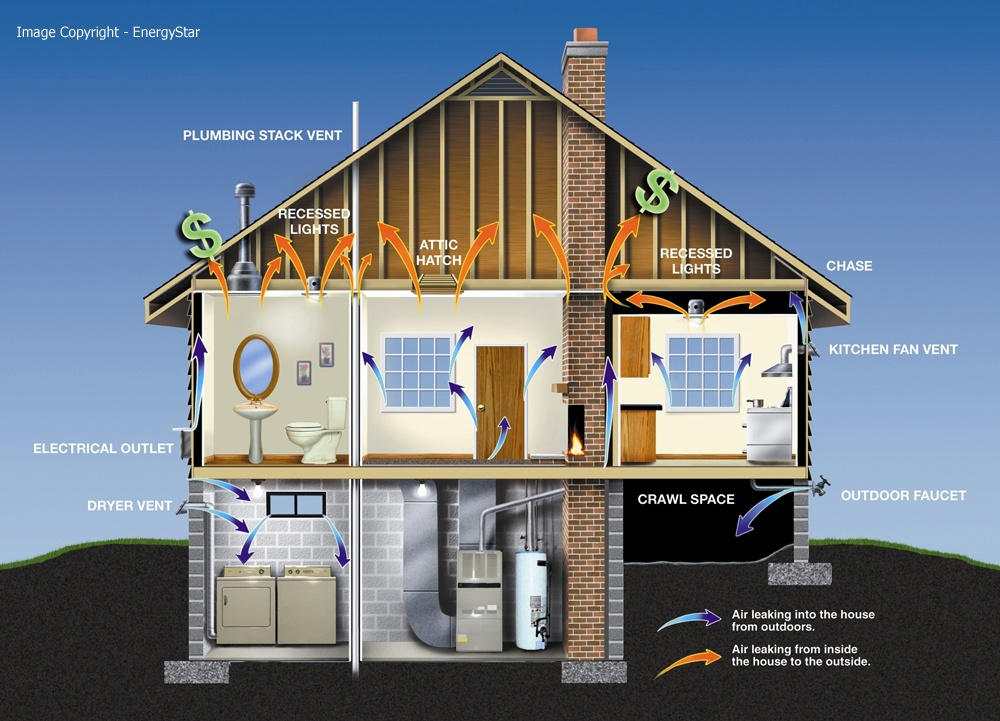 Image Copyright - EnergyStar
PLUMBING STACK VENT
$
$
RECESSED
LIGHTS
ATTIC
HATCH
RECESSED
LIGHTS
CHASE
KITCHEN FAN VENT
ELECTRICAL OUTLET
DRYER VENT
CRAWL SPACE
OUTDOOR FAUCET
Air leaking into the house
from outdoors.
Air leaking from inside
the house to the outside.